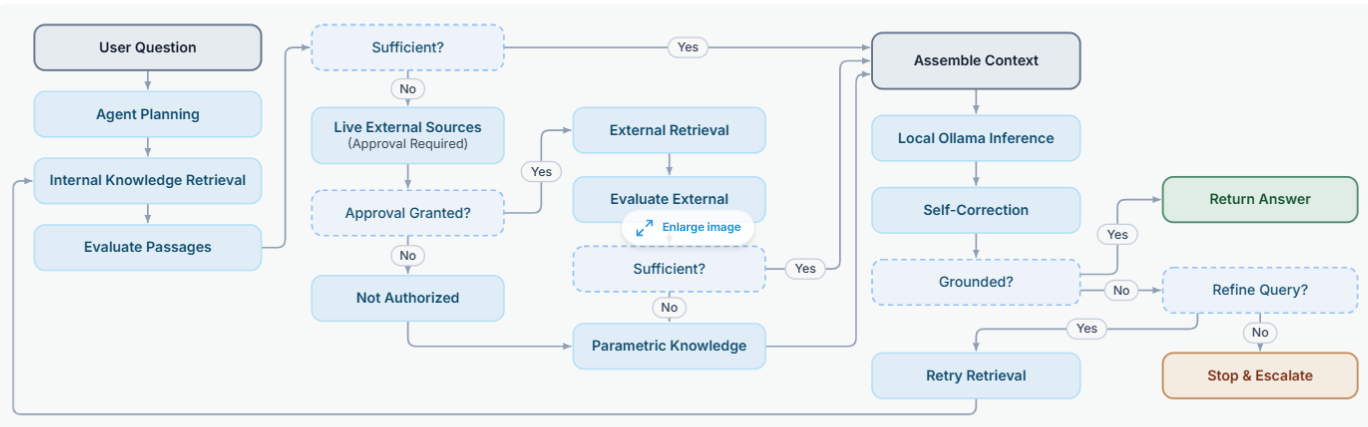 User Question
Agent Planning
Internal Knowledge Retrieval
Evaluate Passages
Sufficient?
Yes
No
Live External Sources
(Approval Required)
Approval Granted?
Yes
No
Not Authorized
External Retrieval
Evaluate External
Enlarge image
Sufficient?
Yes
No
Parametric Knowledge
Assemble Context
Local Ollama Inference
Self-Correction
Grounded?
Yes
No
Return Answer
Refine Query?
Yes
No
Retry Retrieval
Stop & Escalate